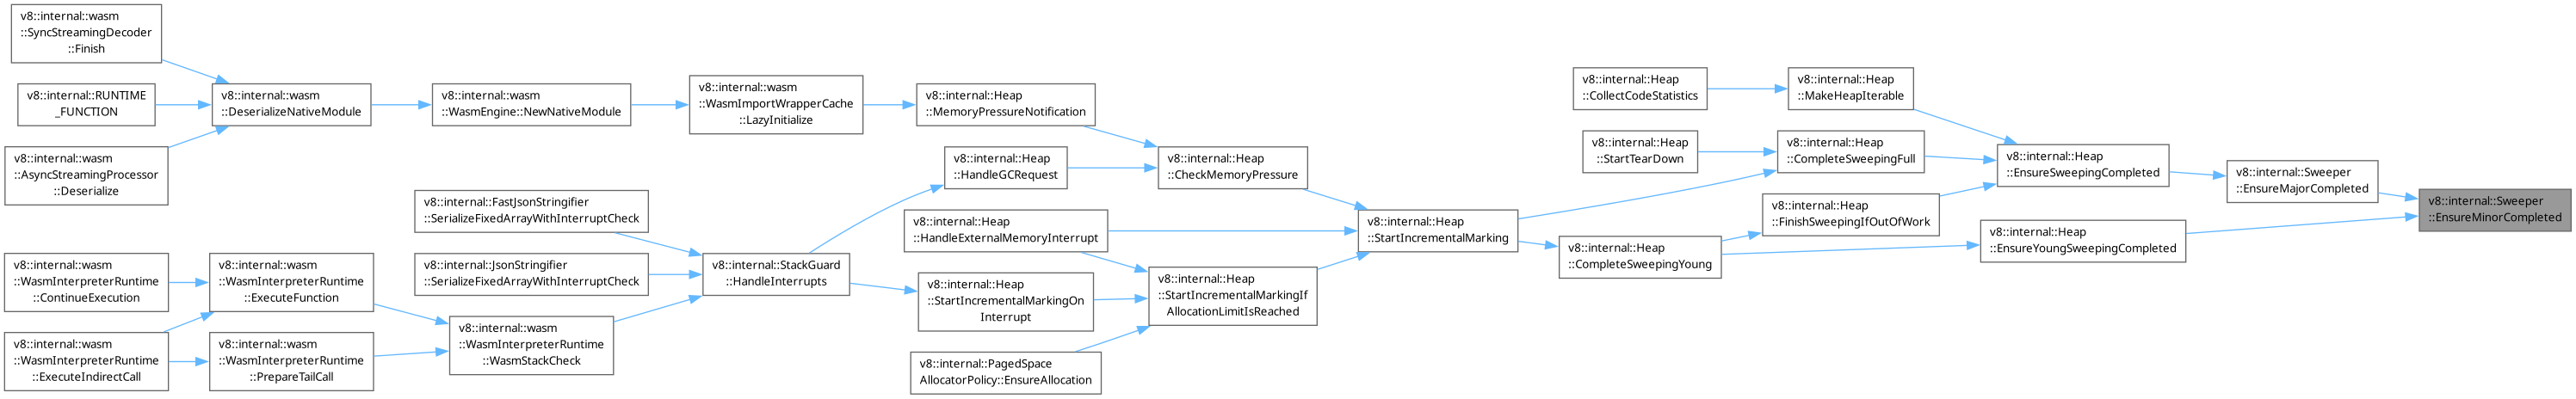 v8::internal::wasm
::SyncStreamingDecoder
::Finish
v8::internal::RUNTIME
_FUNCTION
v8::internal::wasm
::AsyncStreamingProcessor
::Deserialize
v8::internal::wasm
::DeserializeNativeModule
v8::internal::wasm
::WasmEngine::NewNativeModule
v8::internal::wasm
::WasmImportWrapperCache
::LazyInitialize
v8::internal::Heap
::MemoryPressureNotification
v8::internal::Heap
::HandleGCRequest
v8::internal::Heap
::CheckMemoryPressure
v8::internal::FastJsonStringifier
::SerializeFixedArrayWithInterruptCheck
v8::internal::JsonStringifier
::SerializeFixedArrayWithInterruptCheck
v8::internal::wasm
::WasmInterpreterRuntime
::ContinueExecution
v8::internal::wasm
::WasmInterpreterRuntime
::ExecuteIndirectCall
v8::internal::wasm
::WasmInterpreterRuntime
::ExecuteFunction
v8::internal::wasm
::WasmInterpreterRuntime
::PrepareTailCall
v8::internal::wasm
::WasmInterpreterRuntime
::WasmStackCheck
v8::internal::StackGuard
::HandleInterrupts
v8::internal::Heap
::HandleExternalMemoryInterrupt
v8::internal::Heap
::StartIncrementalMarkingOn
Interrupt
v8::internal::PagedSpace
AllocatorPolicy::EnsureAllocation
v8::internal::Heap
::StartIncrementalMarkingIf
AllocationLimitIsReached
v8::internal::Heap
::StartIncrementalMarking
v8::internal::Heap
::CollectCodeStatistics
v8::internal::Heap
::StartTearDown
v8::internal::Heap
::CompleteSweepingYoung
v8::internal::Heap
::MakeHeapIterable
v8::internal::Heap
::CompleteSweepingFull
v8::internal::Heap
::FinishSweepingIfOutOfWork
v8::internal::Heap
::EnsureSweepingCompleted
v8::internal::Heap
::EnsureYoungSweepingCompleted
v8::internal::Sweeper
::EnsureMajorCompleted
v8::internal::Sweeper
::EnsureMinorCompleted